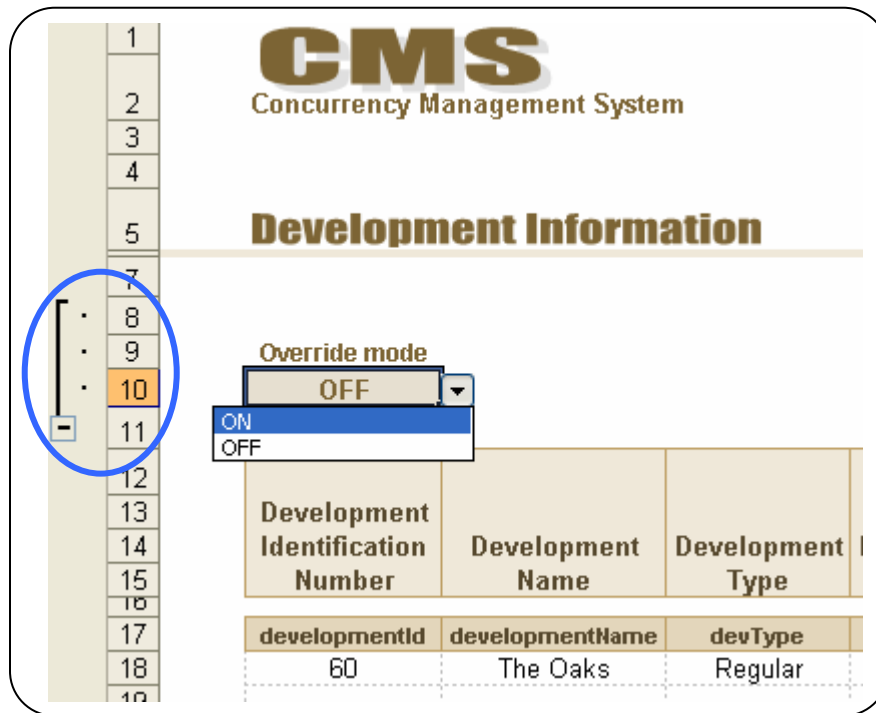 1
CMS
2 Concurrency Management System
3
4
5 Development Information
7
8
9 Override mode
10 OFF
ON
11
OFF
12
13 Development
14 Identification Development Development
15 Number Name Type
16
17 developmentId developmentName devType
18 60 The Oaks Regular
19